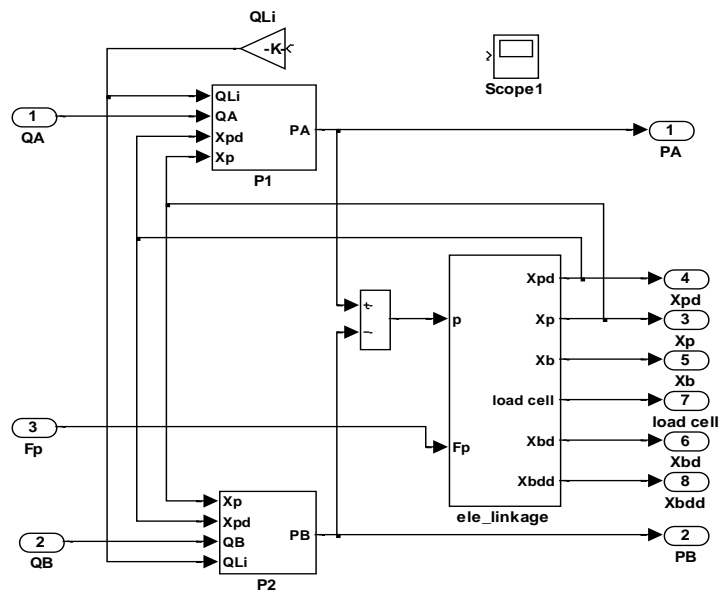 QLi
-K-
Scope1
QLi
QA
Xpd
Xp
PA
P1
1
QA
1
PA
Xpd
Xp
Xb
load cell
Xbd
Xbdd
p
Fp
ele_linkage
+
−
4
Xpd
3
Xp
5
Xb
7
load cell
6
Xbd
8
Xbdd
3
Fp
Xp
Xpd
QB
QLi
PB
P2
2
QB
2
PB